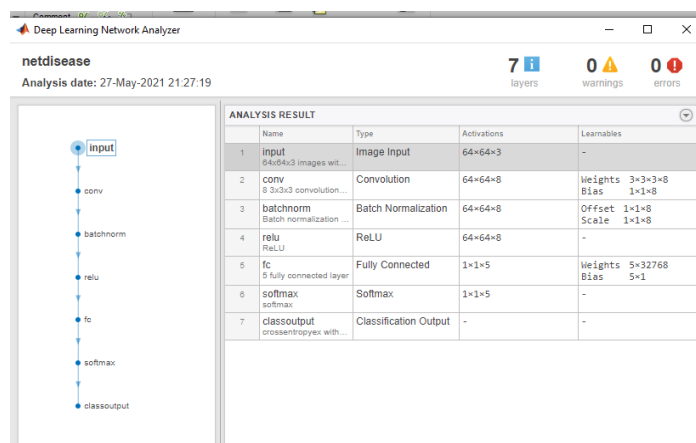 Deep Learning Network Analyzer
netdisease
Analysis date: 27-May-2021 21:27:19
7
layers
0
warnings
0
errors
input
conv
batchnorm
relu
fc
softmax
classoutput
ANALYSIS RESULT
Name Type Activations Learnables
1 input Image Input 64×64×3 -
64x64x3 images wit...
2 conv Convolution 64×64×8 Weights 3×3×3×8
8 3x3x3 convolution... Bias 1×1×8
3 batchnorm Batch Normalization 64×64×8 Offset 1×1×8
Batch normalization ... Scale 1×1×8
4 relu ReLU 64×64×8 -
ReLU
5 fc Fully Connected 1×1×5 Weights 5×32768
5 fully connected layer Bias 5×1
6 softmax Softmax 1×1×5 -
softmax
7 classoutput Classification Output - -
crossentropyex with...